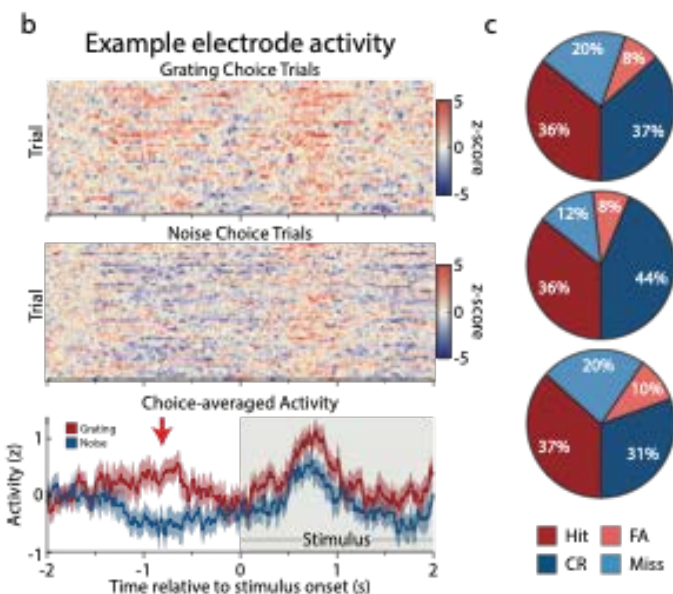 b
Example electrode activity
Grating Choice Trials
Trial
5
0
-5
z-score
Noise Choice Trials
Trial
5
0
-5
z-score
Choice-averaged Activity
Grating
Noise
Activity (z)
1
0
-1
Stimulus
-2 -1 0 1 2
Time relative to stimulus onset (s)
c
20%
8%
36%
37%
12%
8%
36%
44%
20%
10%
37%
31%
Hit FA
CR Miss